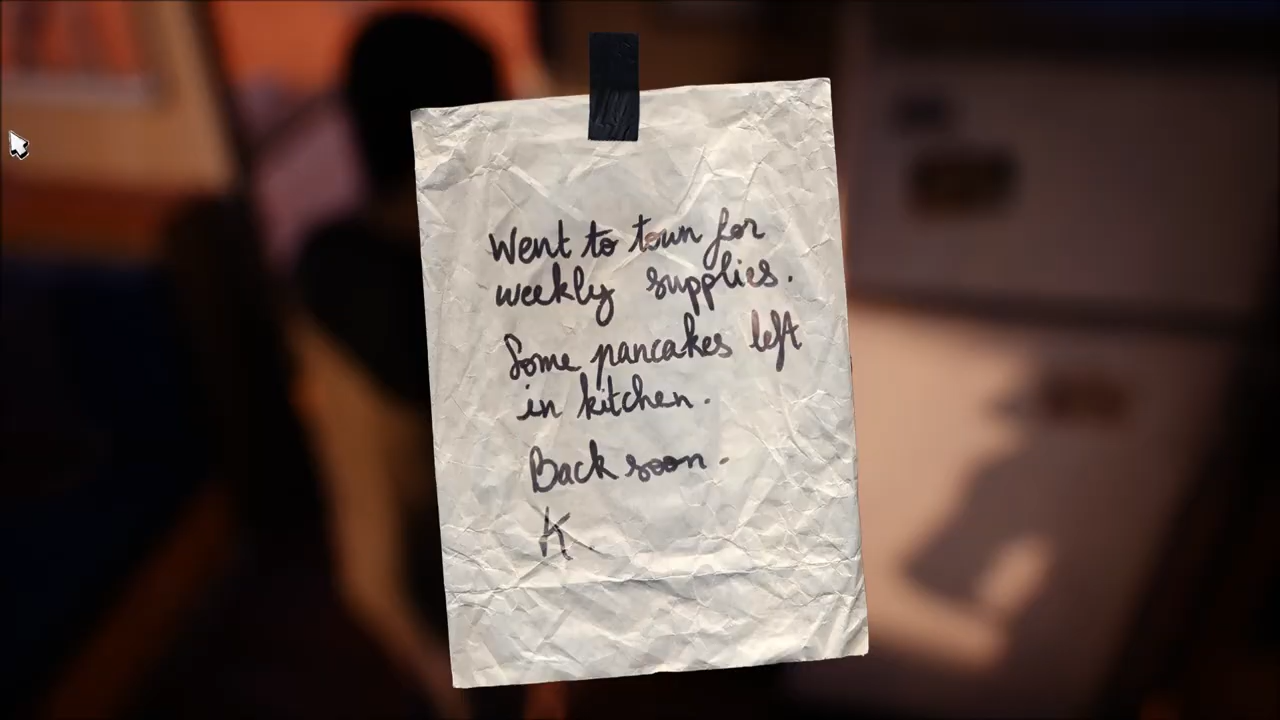 Went to town for
weekly supplies.
Some pancakes left
in kitchen.
Back soon.
K.